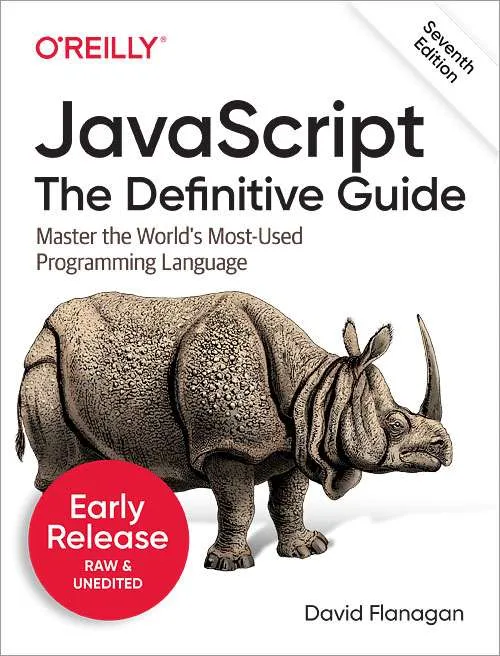 O'REILLY®
Seventh
Edition
JavaScript
The Definitive Guide
Master the World's Most-Used
Programming Language
Early
Release
RAW &
UNEDITED
David Flanagan